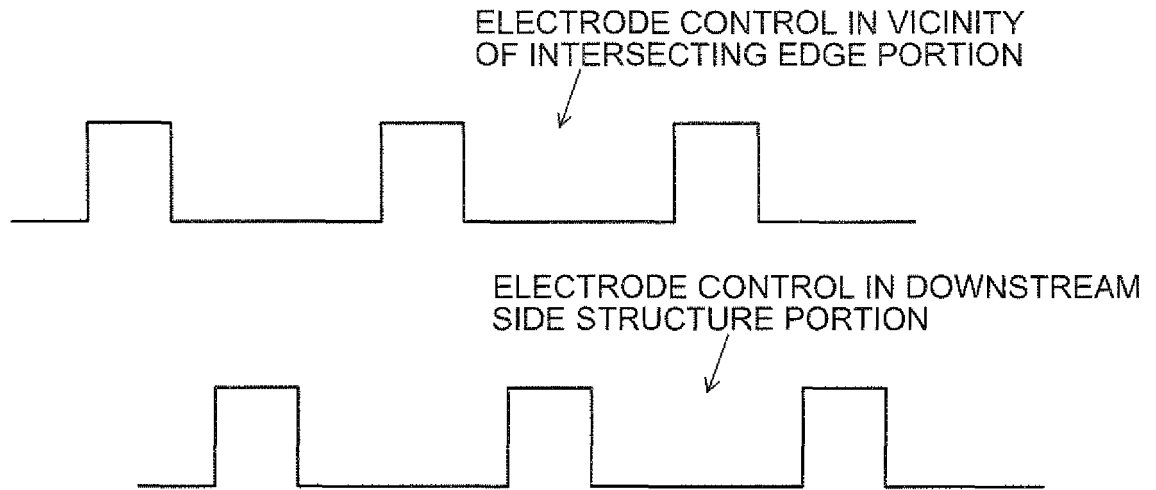 ELECTRODE CONTROL IN VICINITY
OF INTERSECTING EDGE PORTION
ELECTRODE CONTROL IN DOWNSTREAM
SIDE STRUCTURE PORTION